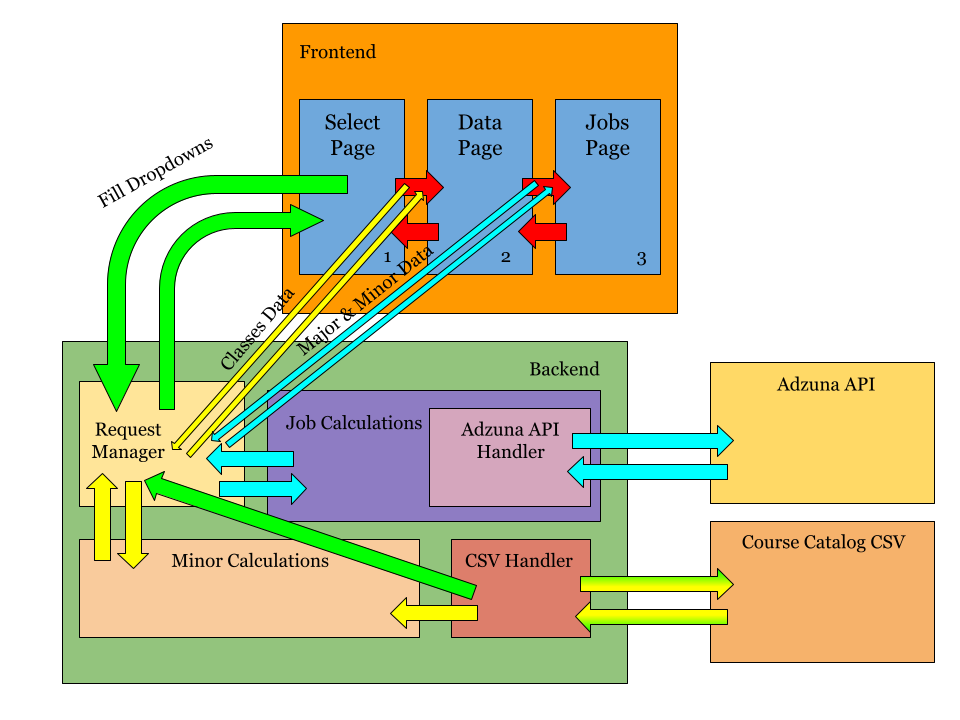 Frontend
Select
Page
Data
Page
Jobs
Page
1
2
3
Fill Dropdowns
Classes Data
Major & Minor Data
Backend
Request
Manager
Job Calculations
Adzuna API
Handler
Adzuna API
Minor Calculations
CSV Handler
Course Catalog CSV